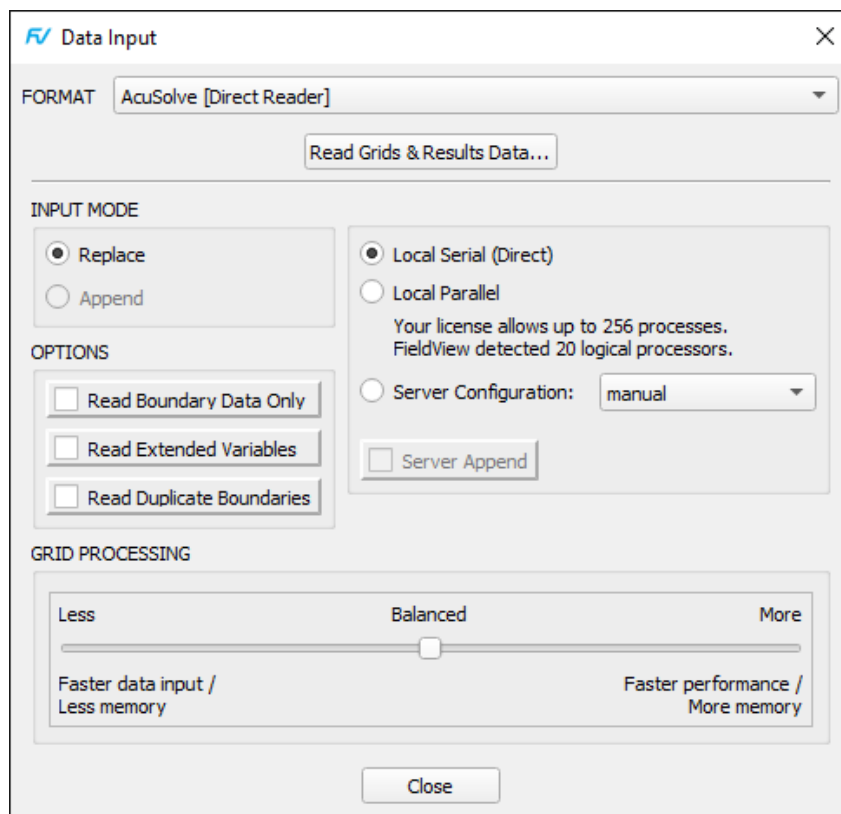 FV Data Input
FORMAT AcuSolve [Direct Reader]
Read Grids & Results Data...
INPUT MODE
Replace
Append
Local Serial (Direct)
Local Parallel
Your license allows up to 256 processes.
FieldView detected 20 logical processors.
Server Configuration: manual
Server Append
OPTIONS
Read Boundary Data Only
Read Extended Variables
Read Duplicate Boundaries
GRID PROCESSING
Less Balanced More
Faster data input / Faster performance /
Less memory More memory
Close